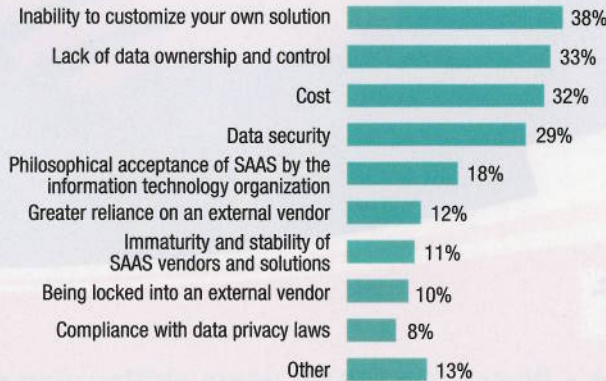 Inability to customize your own solution 38%
Lack of data ownership and control 33%
Cost 32%
Data security 29%
Philosophical acceptance of SAAS by the
information technology organization 18%
Greater reliance on an external vendor 12%
Immaturity and stability of
SAAS vendors and solutions 11%
Being locked into an external vendor 10%
Compliance with data privacy laws 8%
Other 13%